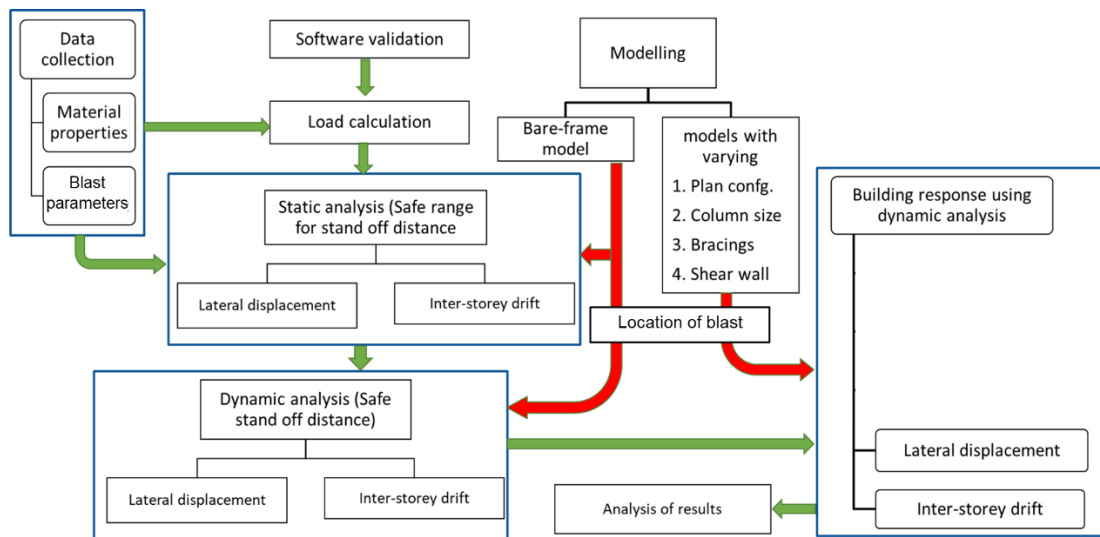 Data
collection
Material
properties
Blast
parameters
Software validation
Load calculation
Modelling
Bare-frame
model
models with
varying
1. Plan confg.
2. Column size
3. Bracings
4. Shear wall
Location of blast
Static analysis (Safe range
for stand off distance
Lateral displacement
Inter-storey drift
Dynamic analysis (Safe
stand off distance)
Lateral displacement
Inter-storey drift
Building response using
dynamic analysis
Lateral displacement
Inter-storey drift
Analysis of results